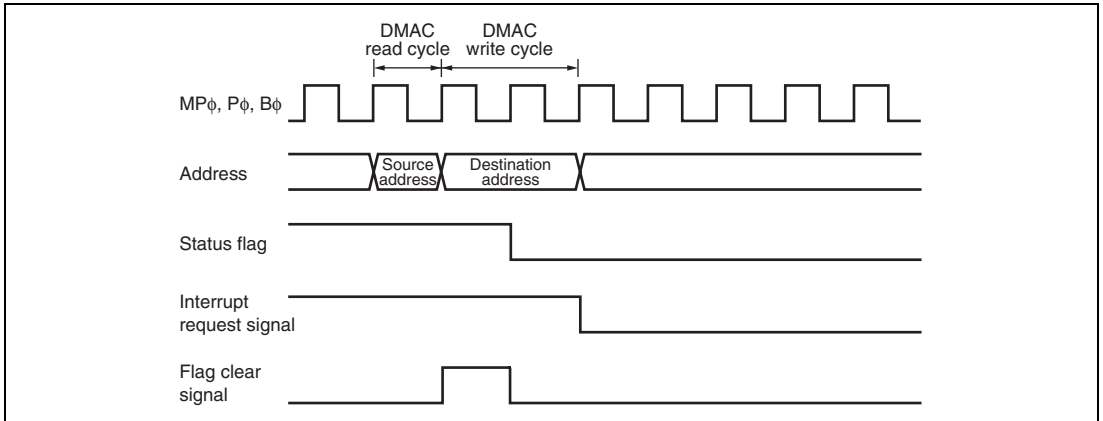 DMAC
read cycle
DMAC
write cycle
MPϕ, Pϕ, Bϕ
Address
Source
address
Destination
address
Status flag
Interrupt
request signal
Flag clear
signal